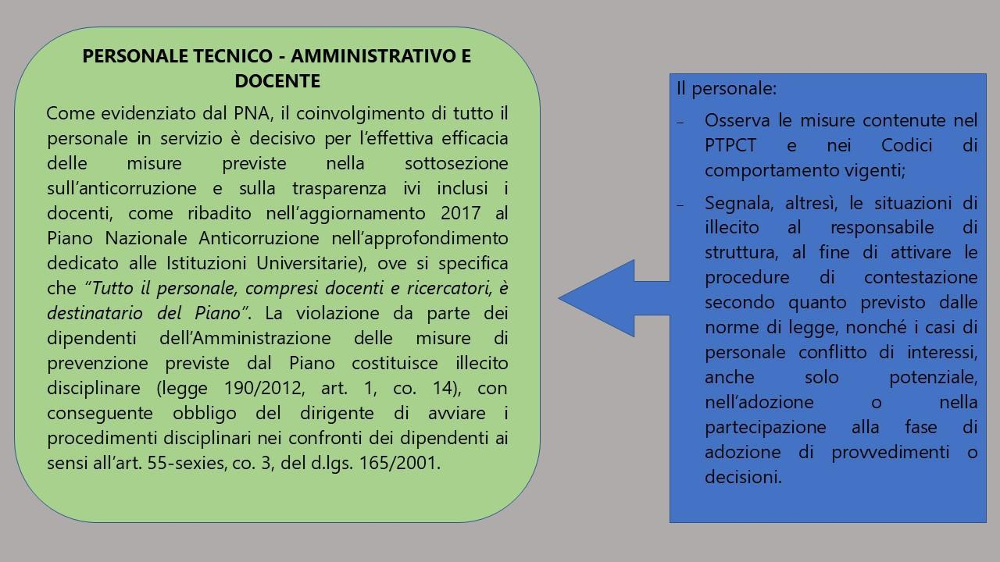 PERSONALE TECNICO - AMMINISTRATIVO E
DOCENTE
Come evidenziato dal PNA, il coinvolgimento di tutto il
personale in servizio è decisivo per l’effettiva efficacia
delle misure previste nella sottosezione
sull’anticorruzione e sulla trasparenza ivi inclusi i
docenti, come ribadito nell’aggiornamento 2017 al
Piano Nazionale Anticorruzione nell’approfondimento
dedicato alle Istituzioni Universitarie), ove si specifica
che “Tutto il personale, compresi docenti e ricercatori, è
destinatario del Piano”. La violazione da parte dei
dipendenti dell’Amministrazione delle misure di
prevenzione previste dal Piano costituisce illecito
disciplinare (legge 190/2012, art. 1, co. 14), con
conseguente obbligo del dirigente di avviare i
procedimenti disciplinari nei confronti dei dipendenti ai
sensi all’art. 55-sexies, co. 3, del d.lgs. 165/2001.
Il personale:
– Osserva le misure contenute nel
PTPCT e nei Codici di
comportamento vigenti;
– Segnala, altresì, le situazioni di
illecito al responsabile di
struttura, al fine di attivare le
procedure di contestazione
secondo quanto previsto dalle
norme di legge, nonché i casi di
personale conflitto di interessi,
anche solo potenziale,
nell’adozione o nella
partecipazione alla fase di
adozione di provvedimenti o
decisioni.